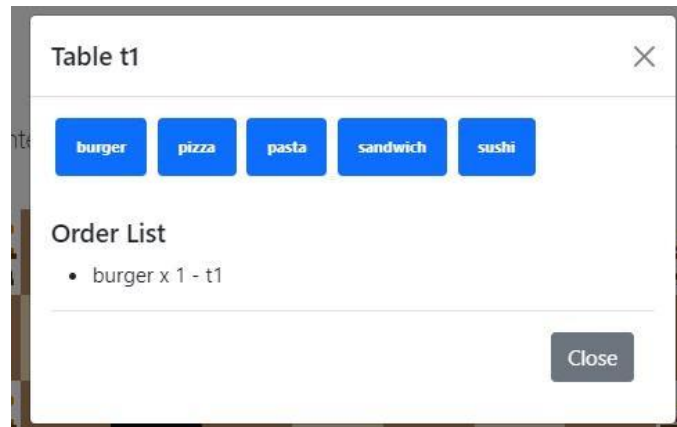 Table t1
burger pizza pasta sandwich sushi
Order List
• burger x 1 - t1
Close